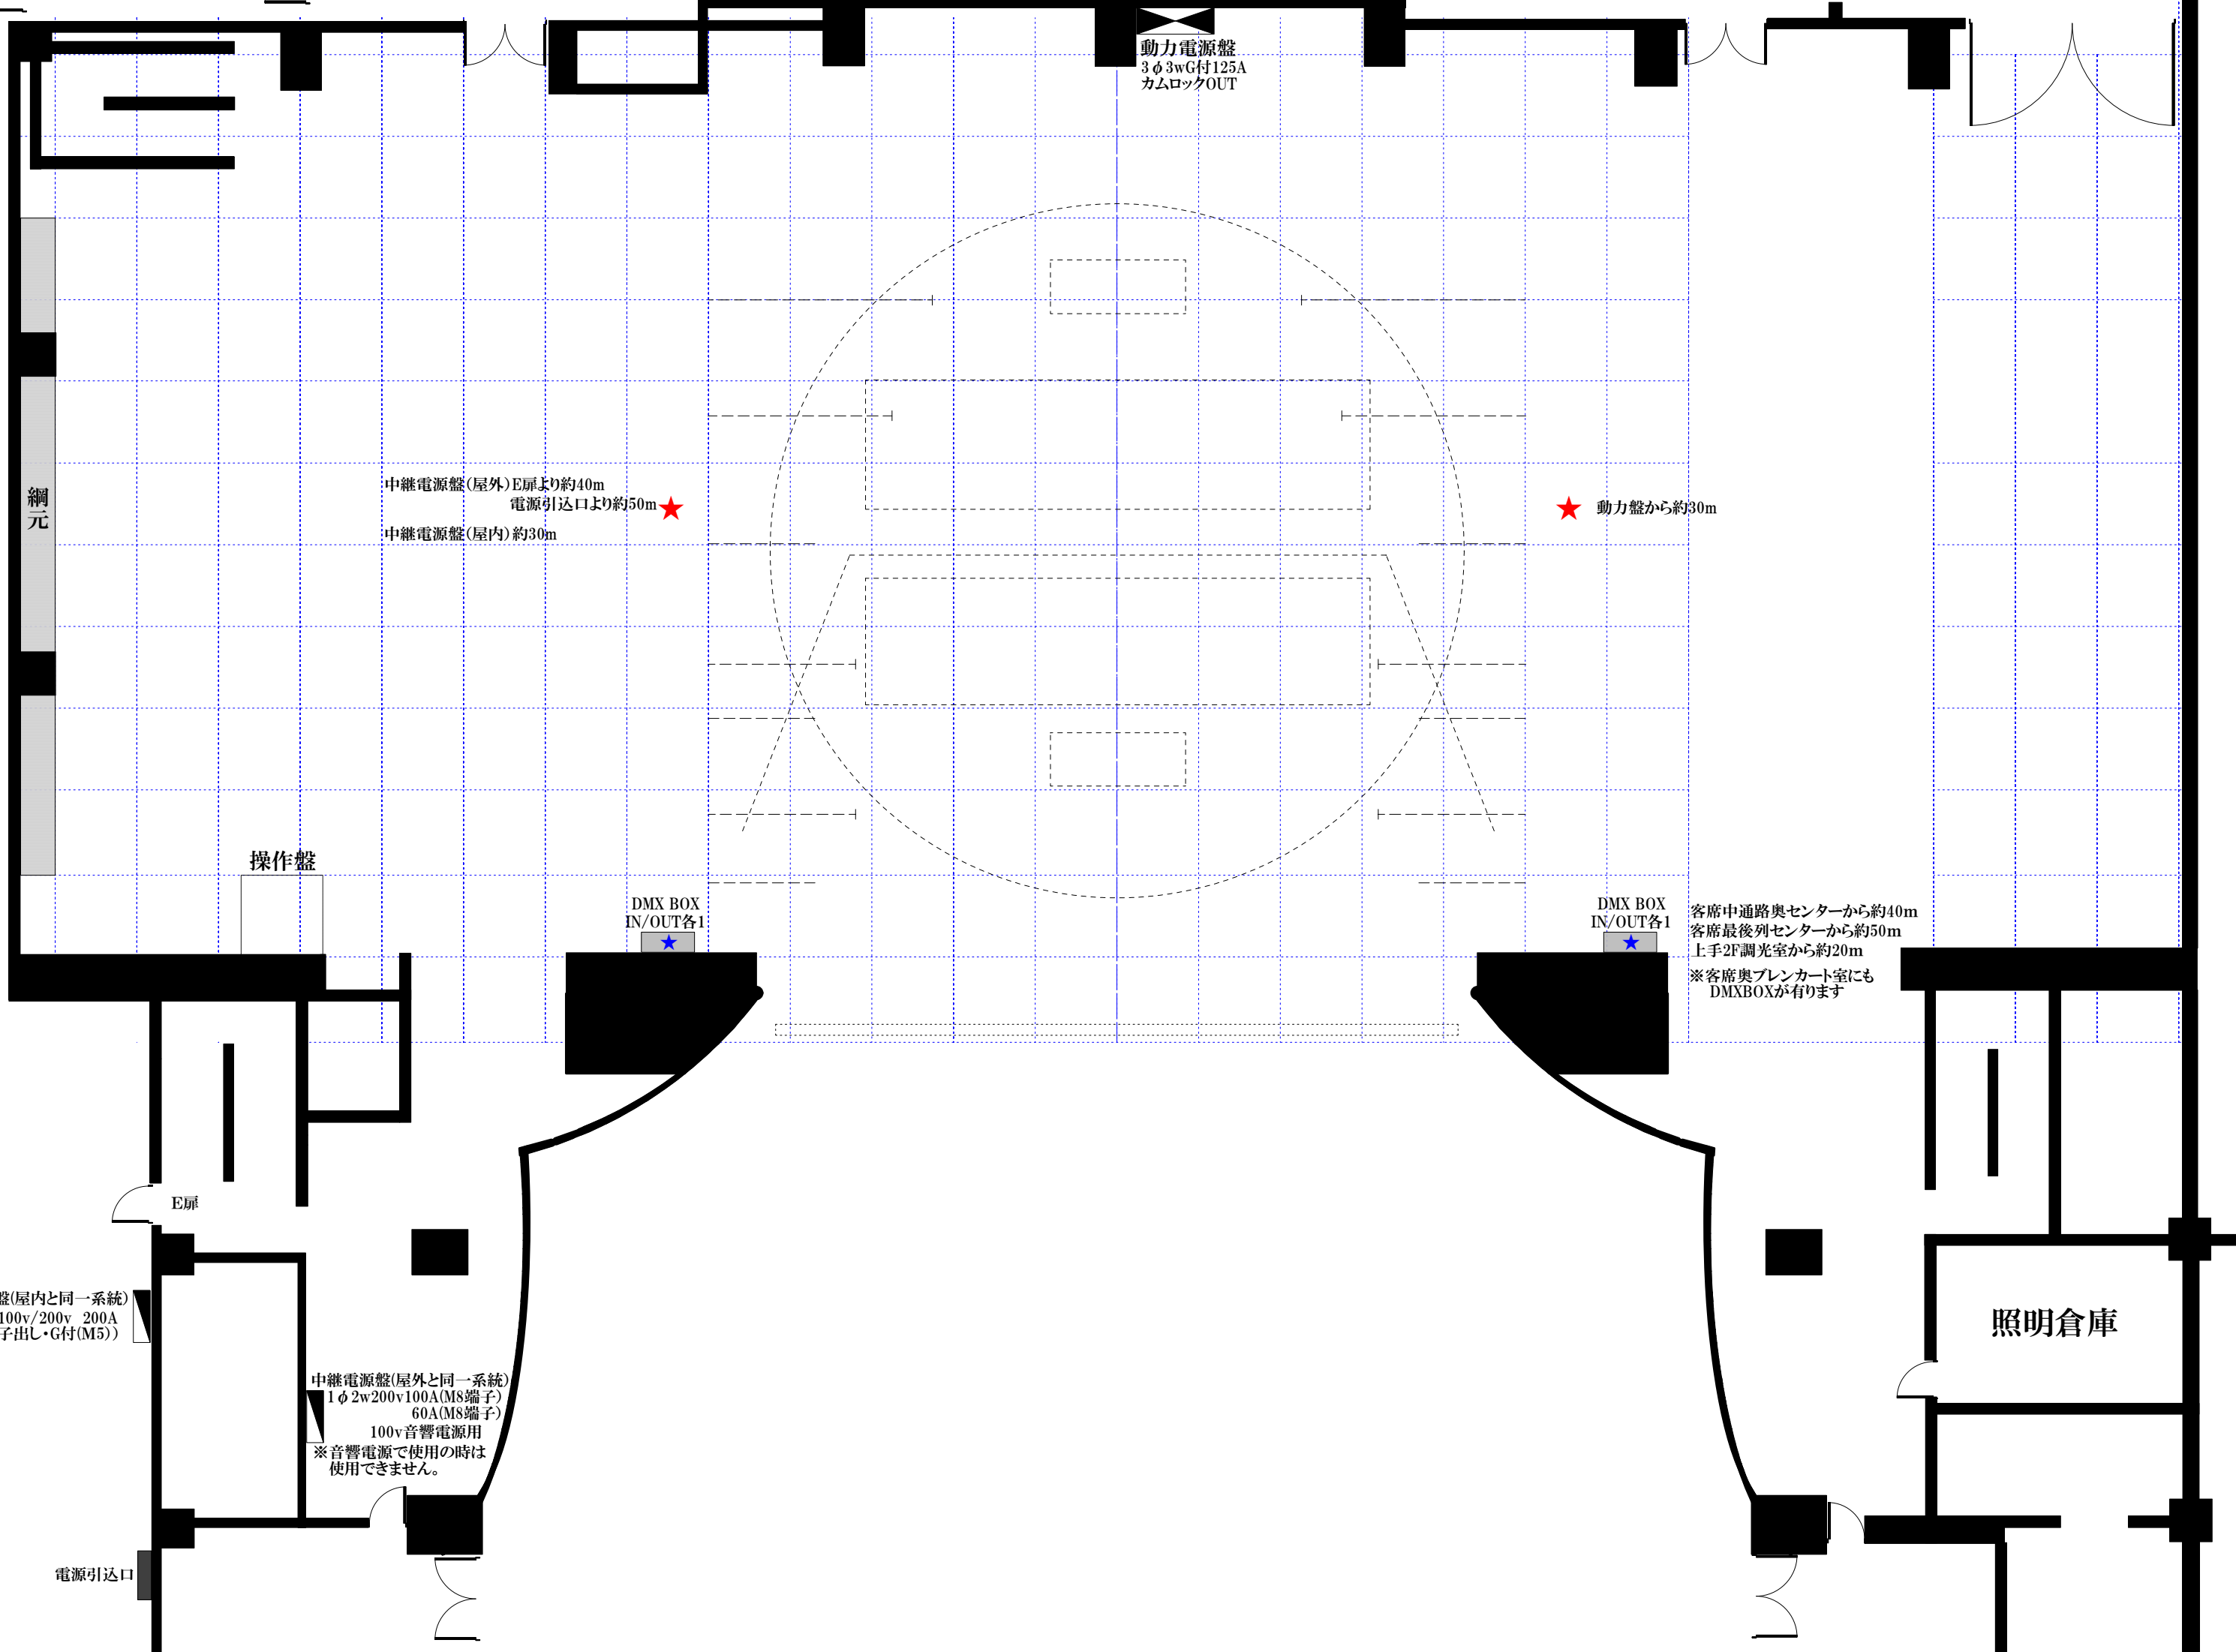 動力電源盤
3φ3wG付125A
カムロックOUT
中継電源盤(屋外)E扉より約40m
電源引込口より約50m
中継電源盤(屋内)約30m
動力盤から約30m
綱元
操作盤
DMX BOX
IN/OUT各1
DMX BOX
IN/OUT各1
客席中通路奥センターから約40m
客席最後列センターから約50m
上手2F調光室から約20m
※客席奥ブレンカート室にも
DMXBOXが有ります
E扉
盤(屋内と同一系統)
100v/200v 200A
子出し・G付(M5))
中継電源盤(屋外と同一系統)
1φ2w200v100A(M8端子)
60A(M8端子)
100v音響電源用
※音響電源で使用の時は
使用できません。
電源引込口
照明倉庫